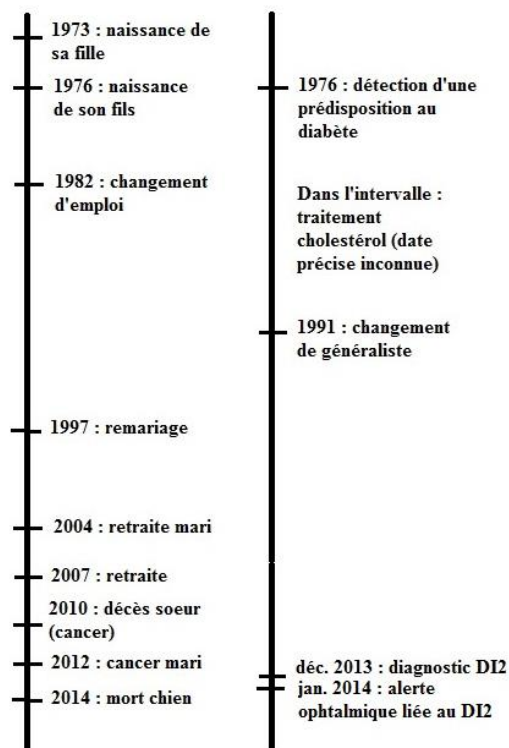 1973 : naissance de
sa fille
1976 : naissance
de son fils
1982 : changement
d'emploi
1997 : remariage
2004 : retraite mari
2007 : retraite
2010 : décès soeur
(cancer)
2012 : cancer mari
2014 : mort chien
1976 : détection d'une
prédisposition au
diabète
Dans l'intervalle :
traitement
cholestérol (date
précise inconnue)
1991 : changement
de généraliste
déc. 2013 : diagnostic DI2
jan. 2014 : alerte
ophtalmique liée au DI2